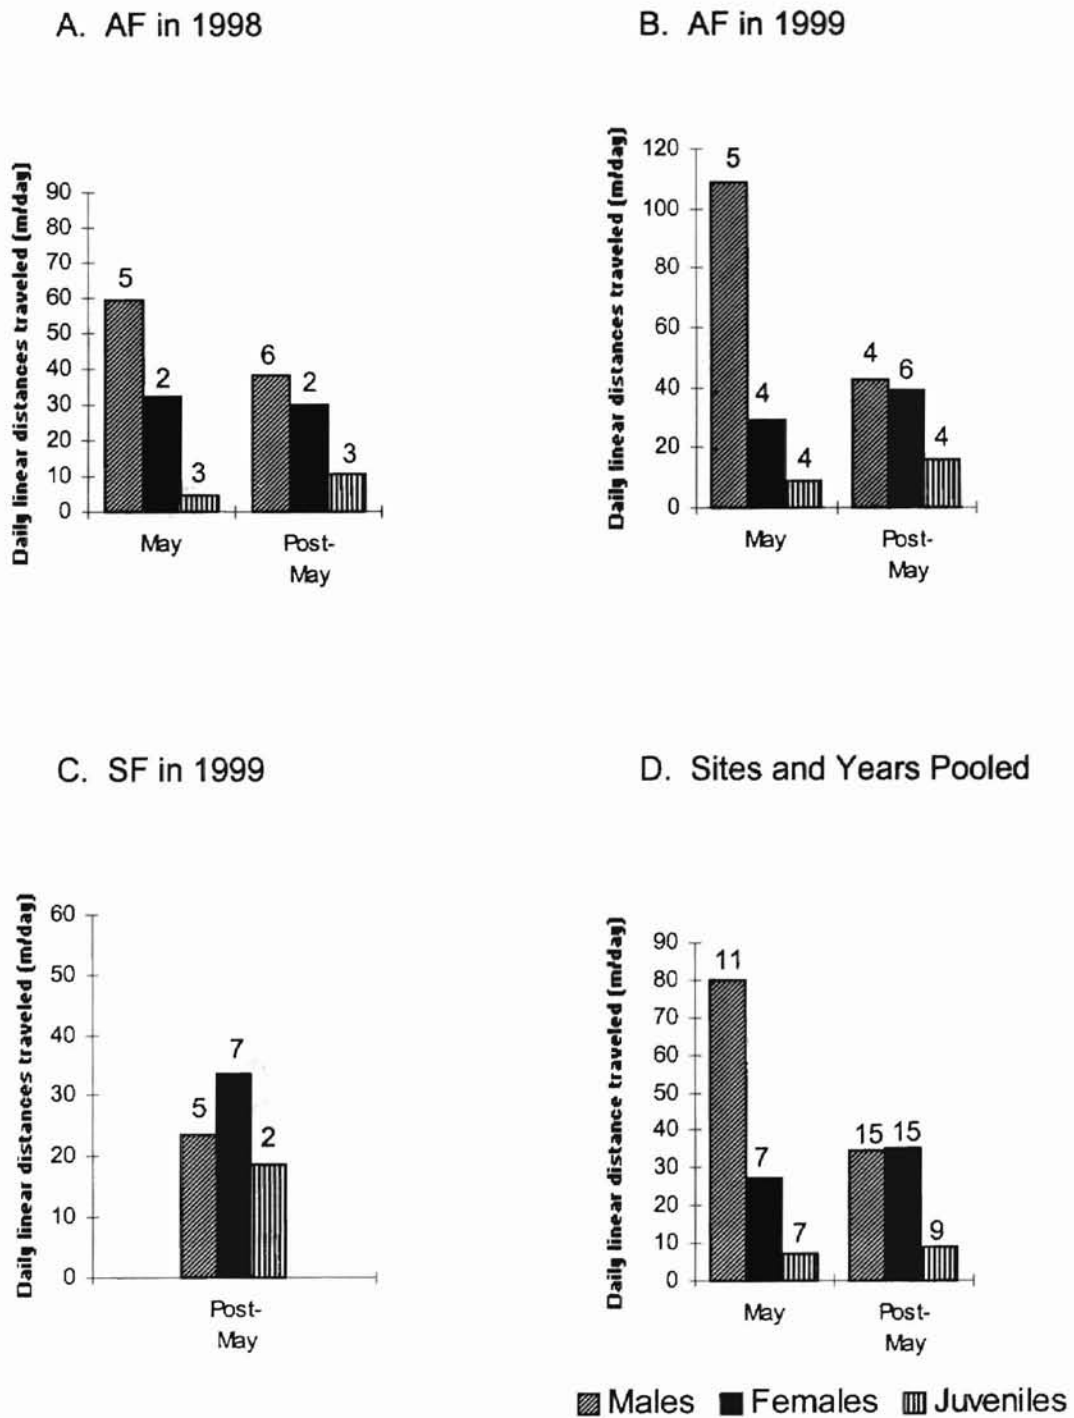 A. AF in 1998
Daily linear distances traveled (m/day)
90
80
70
60
50
40
30
20
10
0
5
2
3
6
2
3
May
Post-
May
B. AF in 1999
Daily linear distances traveled (m/day)
120
100
80
60
40
20
0
5
4
4
4
6
4
May
Post-
May
C. SF in 1999
Daily linear distances traveled (m/day)
60
50
40
30
20
10
0
5
7
2
Post-
May
D. Sites and Years Pooled
Daily linear distance traveled (m/day)
90
80
70
60
50
40
30
20
10
0
11
7
7
15
15
9
May
Post-
May
Males Females Juveniles